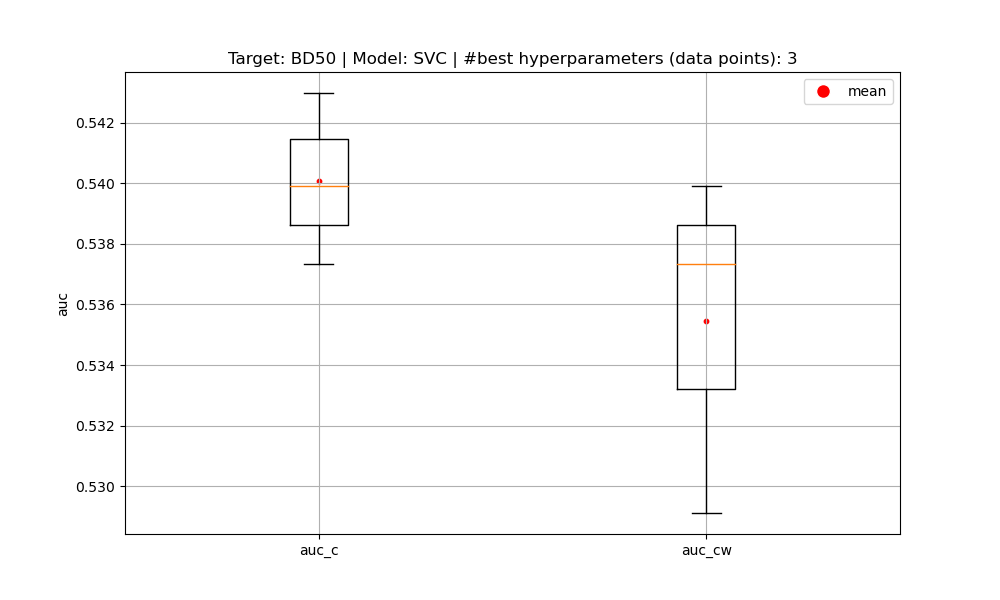 Target: BD50 | Model: SVC | #best hyperparameters (data points): 3
mean
0.542
0.540
0.538
0.536
0.534
0.532
0.530
auc
auc_c
auc_cw